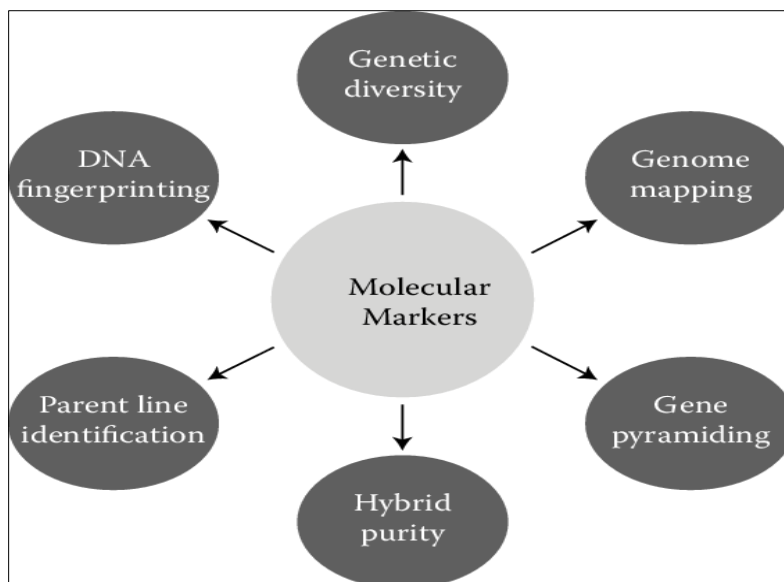 Genetic
diversity
DNA
fingerprinting
Genome
mapping
Molecular
Markers
Parent line
identification
Gene
pyramiding
Hybrid
purity